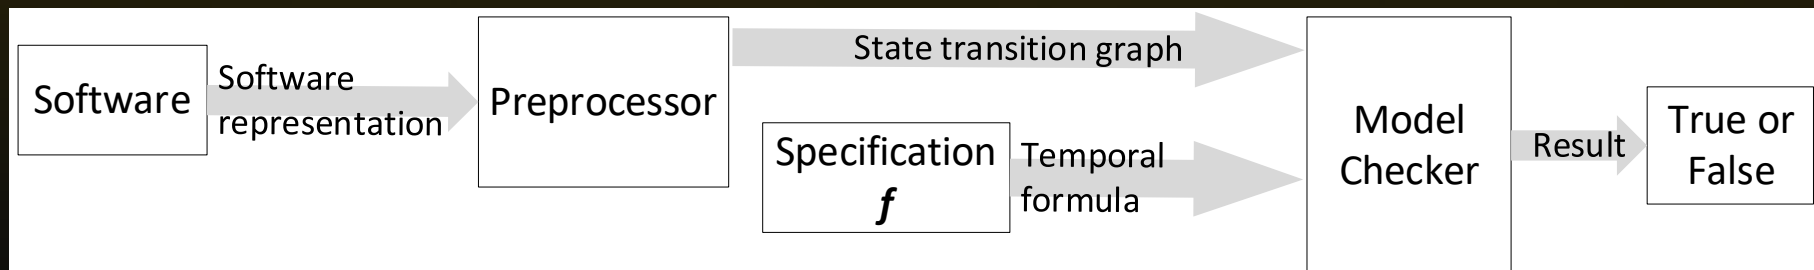 Software
Software
representation
Preprocessor
State transition graph
Specification
f
Temporal
formula
Model
Checker
Result
True or
False